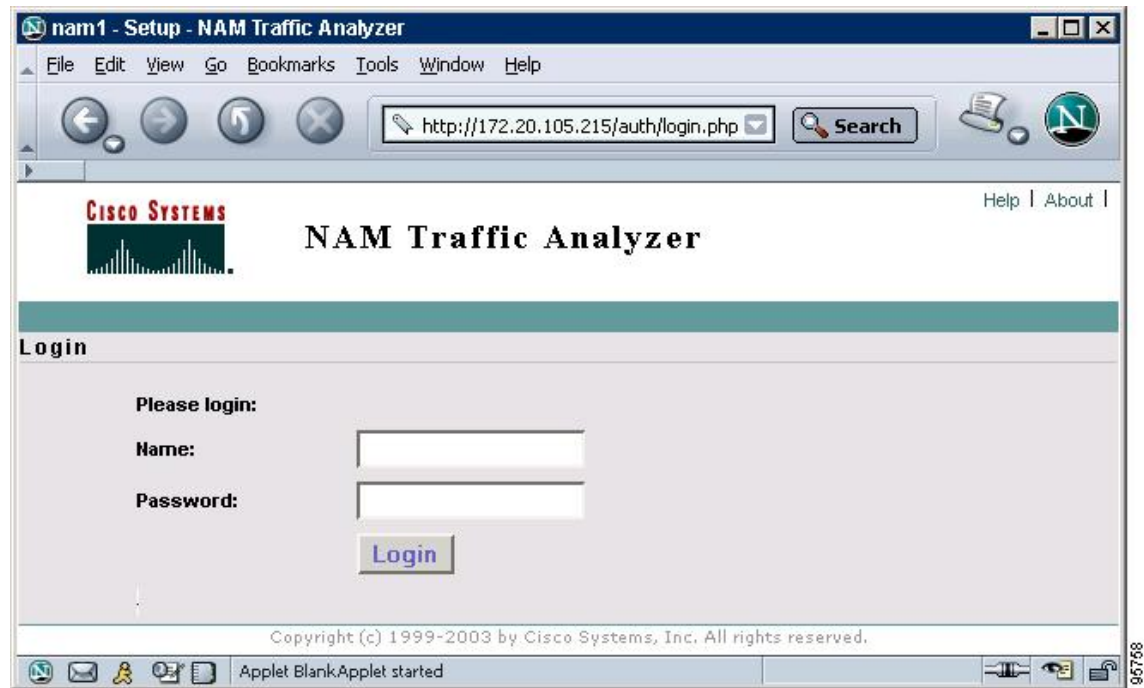 nam1 - Setup - NAM Traffic Analyzer
File Edit View Go Bookmarks Tools Window Help
http://172.20.105.215/auth/login.php Search
N
Help | About |
CISCO SYSTEMS
NAM Traffic Analyzer
Login
Please login:
Name:
Password:
Login
Copyright (c) 1999-2003 by Cisco Systems, Inc. All rights reserved.
Applet BlankApplet started
95758